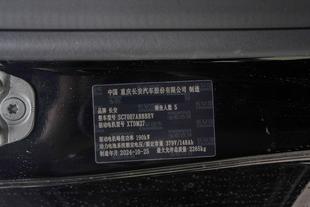 中国 重庆长安汽车股份有限公司 制造
品牌 长安 乘坐人数 5
整车型号
驱动电机型号 XTDM37
驱动电机峰值功率 190kW
动力电池系统额定电压/额定容量 379V/148Ah
制造年月 2024-10-25 最大允许总质量 2265kg